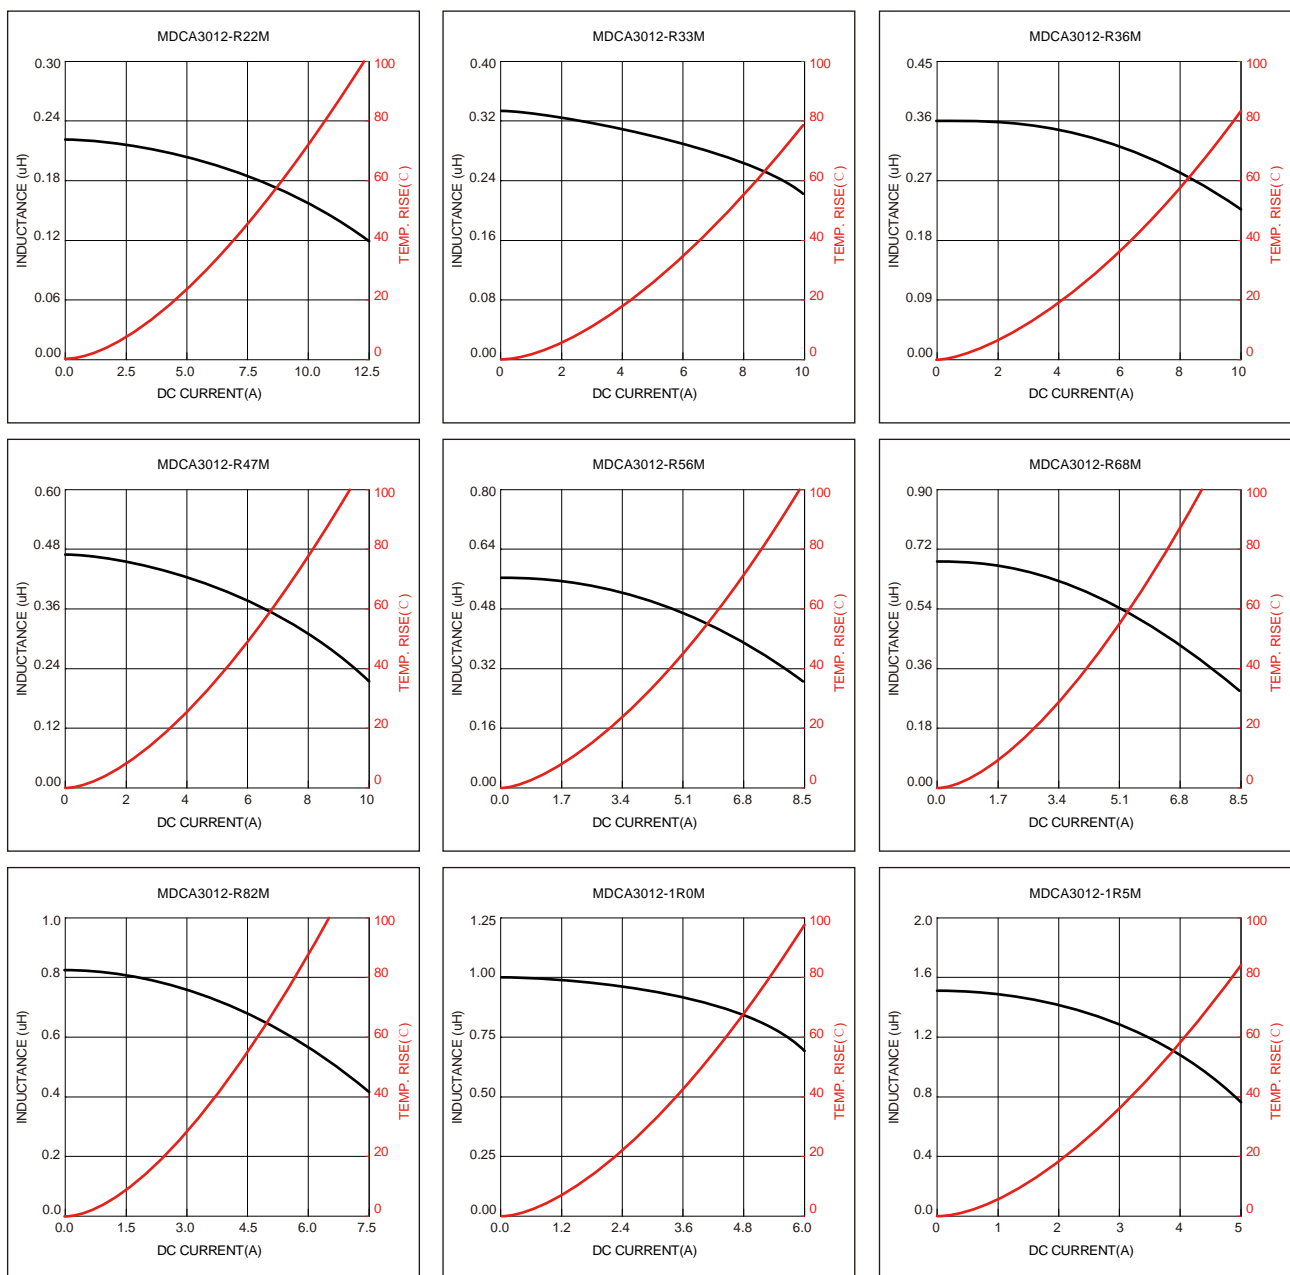 MDCA3012-R22M
INDUCTANCE (uH)
0.30
0.24
0.18
0.12
0.06
0.00
100
80
60
40
20
0
TEMP. RISE(℃)
0.0 2.5 5.0 7.5 10.0 12.5
DC CURRENT(A)
MDCA3012-R33M
INDUCTANCE (uH)
0.40
0.32
0.24
0.16
0.08
0.00
100
80
60
40
20
0
TEMP. RISE(℃)
0 2 4 6 8 10
DC CURRENT(A)
MDCA3012-R36M
INDUCTANCE (uH)
0.45
0.36
0.27
0.18
0.09
0.00
100
80
60
40
20
0
TEMP. RISE(℃)
0 2 4 6 8 10
DC CURRENT(A)
MDCA3012-R47M
INDUCTANCE (uH)
0.60
0.48
0.36
0.24
0.12
0.00
100
80
60
40
20
0
TEMP. RISE(℃)
0 2 4 6 8 10
DC CURRENT(A)
MDCA3012-R56M
INDUCTANCE (uH)
0.80
0.64
0.48
0.32
0.16
0.00
100
80
60
40
20
0
TEMP. RISE(℃)
0.0 1.7 3.4 5.1 6.8 8.5
DC CURRENT(A)
MDCA3012-R68M
INDUCTANCE (uH)
0.90
0.72
0.54
0.36
0.18
0.00
100
80
60
40
20
0
TEMP. RISE(℃)
0.0 1.7 3.4 5.1 6.8 8.5
DC CURRENT(A)
MDCA3012-R82M
INDUCTANCE (uH)
1.0
0.8
0.6
0.4
0.2
0.0
100
80
60
40
20
0
TEMP. RISE(℃)
0.0 1.5 3.0 4.5 6.0 7.5
DC CURRENT(A)
MDCA3012-1R0M
INDUCTANCE (uH)
1.25
1.00
0.75
0.50
0.25
0.00
100
80
60
40
20
0
TEMP. RISE(℃)
0.0 1.2 2.4 3.6 4.8 6.0
DC CURRENT(A)
MDCA3012-1R5M
INDUCTANCE (uH)
2.0
1.6
1.2
0.8
0.4
0.0
100
80
60
40
20
0
TEMP. RISE(℃)
0 1 2 3 4 5
DC CURRENT(A)